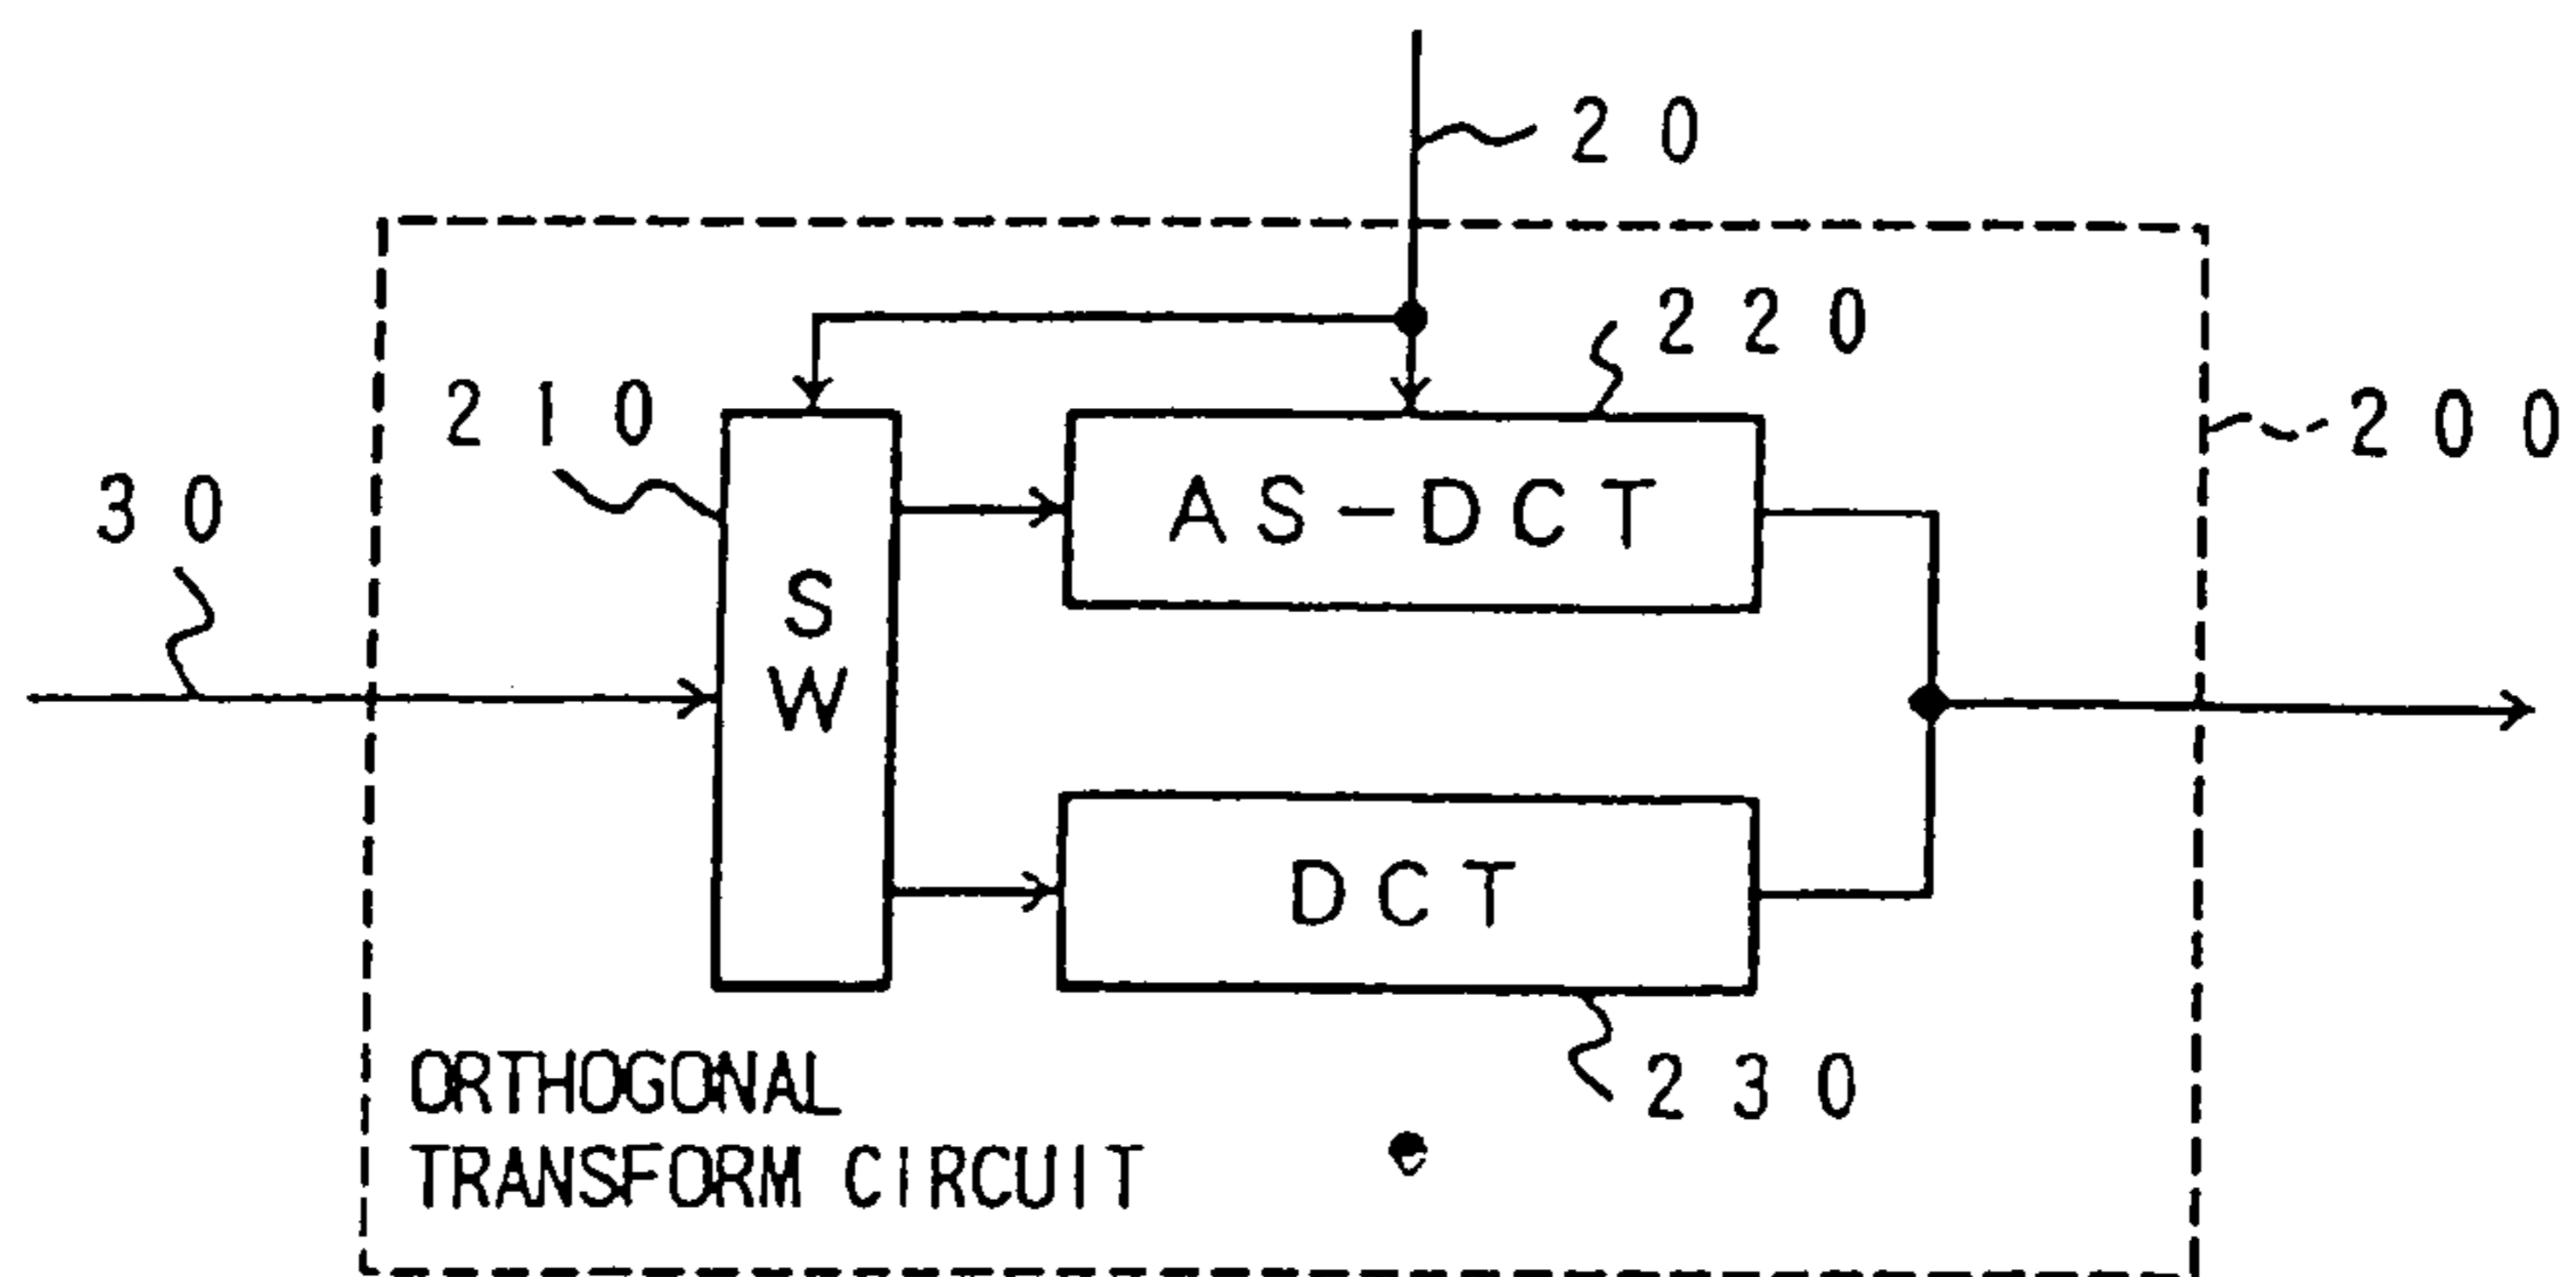 20
220
210
200
30
AS-DCT
S
W
DCT
230
ORTHOGONAL
TRANSFORM CIRCUIT